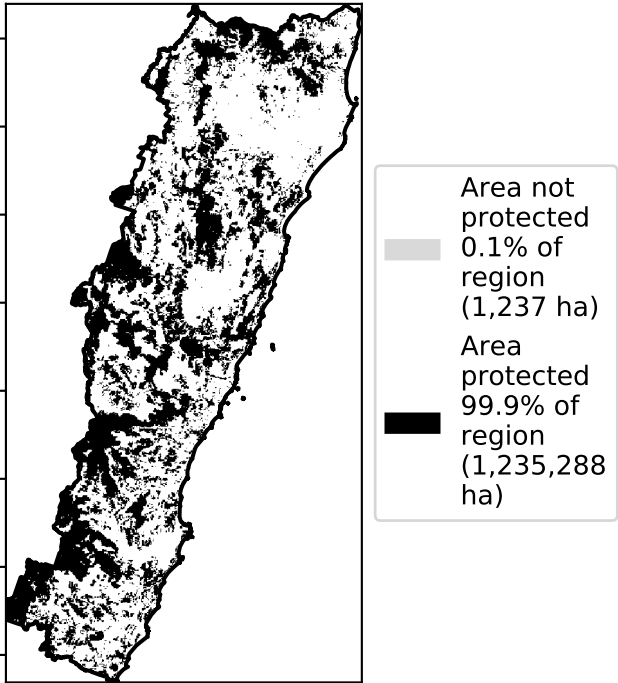 Area not
protected
0.1% of
region
(1,237 ha)
Area
protected
99.9% of
region
(1,235,288
ha)